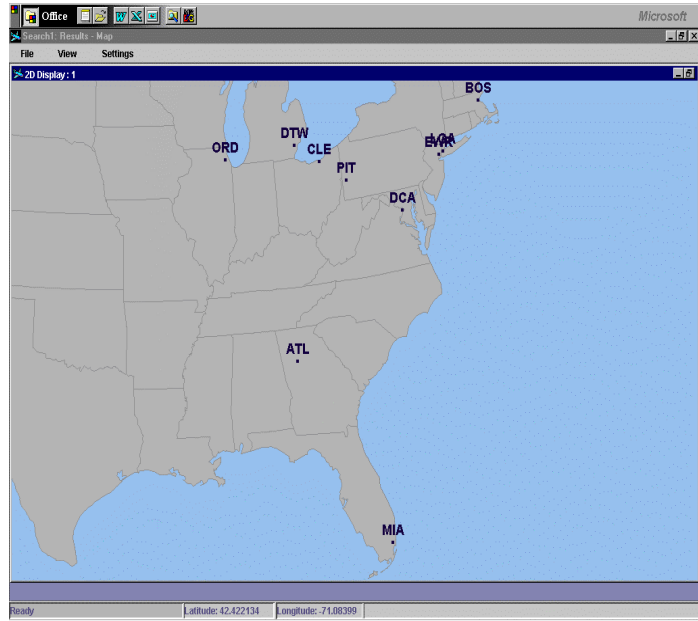 Office
Microsoft
Search1: Results - Map
File View Settings
2D Display: 1
BOS
DTW
LGA
EWR
ORD
CLE
PIT
DCA
ATL
MIA
Ready Latitude: 42.422134 Longitude: -71.08399